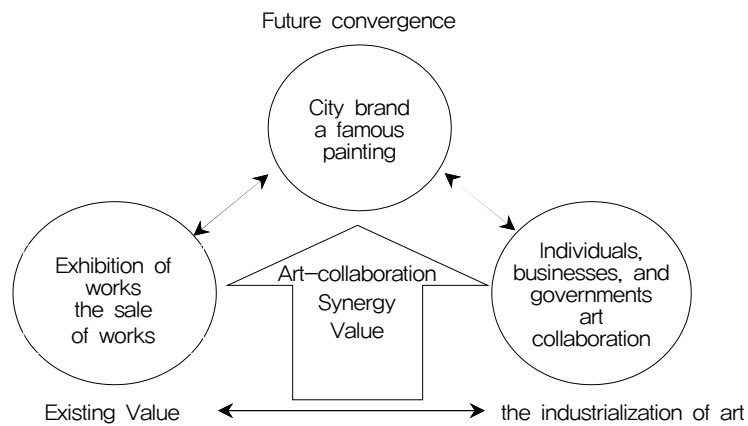 Future convergence
City brand
a famous
painting
Exhibition of
works
the sale
of works
Art-collaboration
Synergy
Value
Individuals,
businesses, and
governments
art
collaboration
Existing Value
the industrialization of art